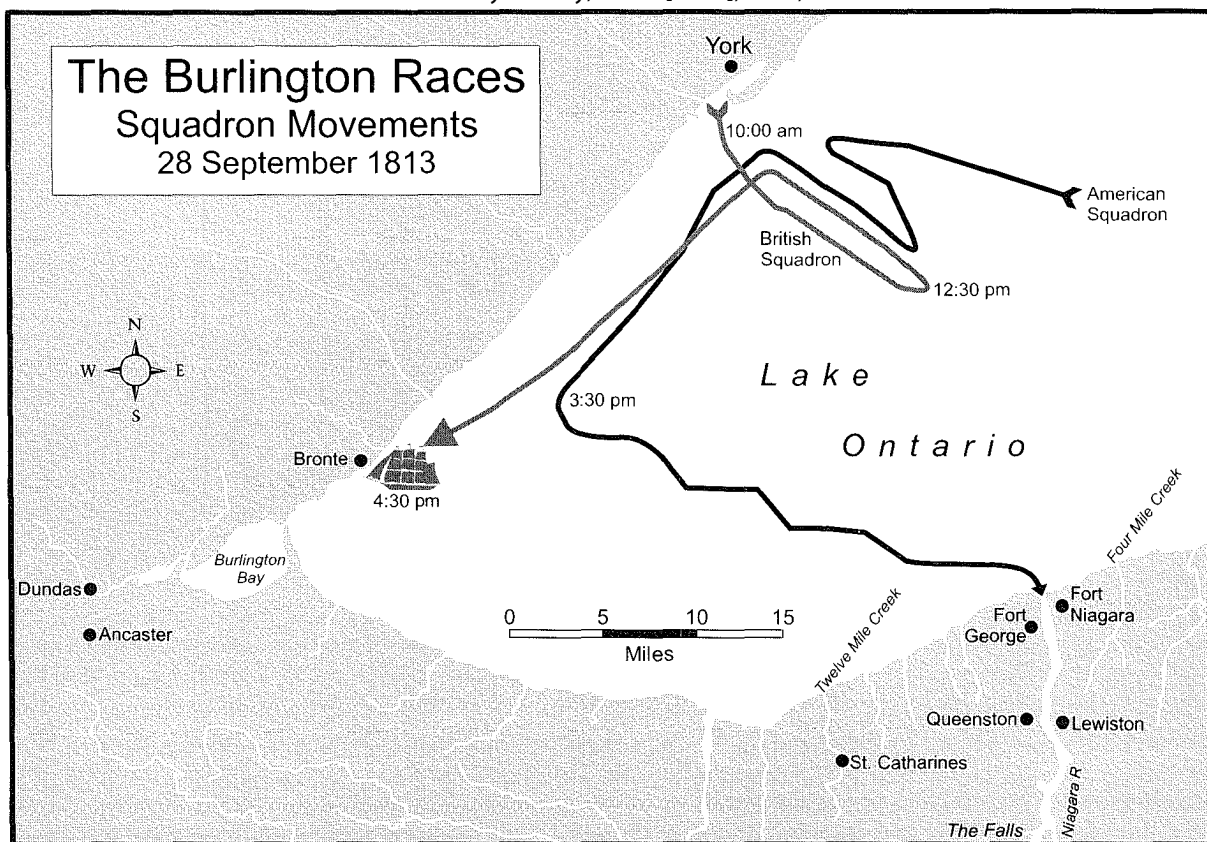 The Burlington Races
Squadron Movements
28 September 1813
York
10:00 am
American
Squadron
British
Squadron
12:30 pm
N
W
E
S
Lake
Ontario
3:30 pm
Bronte
4:30 pm
Four Mile Creek
Burlington
Bay
Dundas
Ancaster
0 5 10 15
Miles
Twelve Mile Creek
Fort
Niagara
Fort
George
Queenston
Lewiston
St. Catharines
Niagara R
The Falls